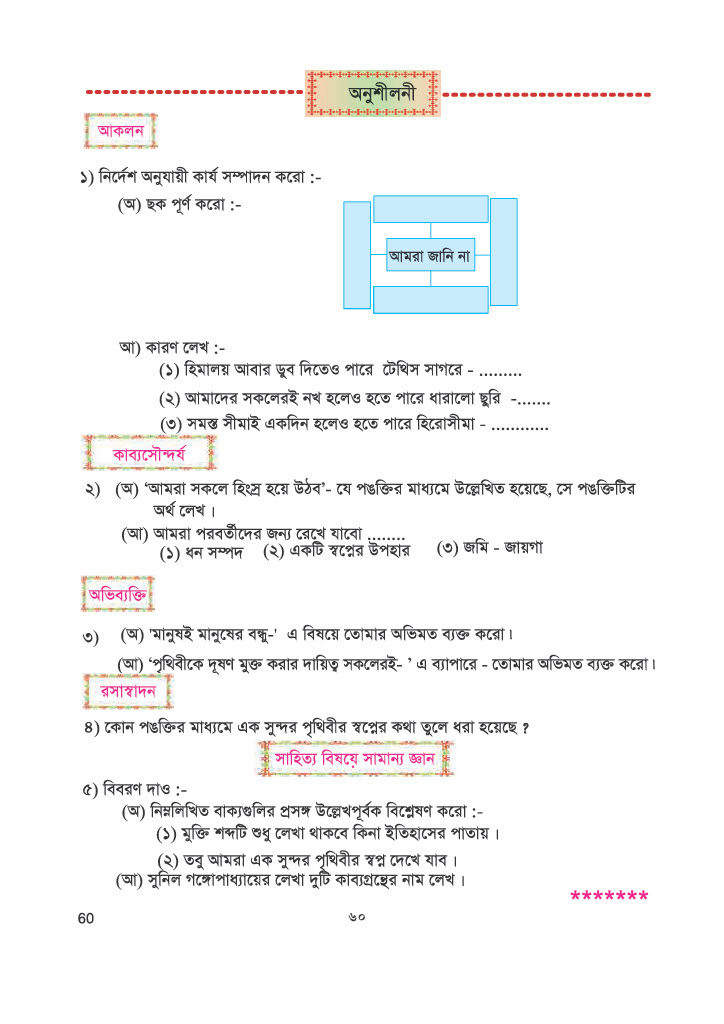 অনুশীলনী
আকলন
১) নির্দেশ অনুযায়ী কার্য সম্পাদন করো :-
(অ) ছক পূর্ণ করো :-
আমরা জানি না
আ) কারণ লেখ :-
(১) হিমালয় আবার ডুব দিতেও পারে টেথিস সাগরে - .........
(২) আমাদের সকলেরই নখ হলেও হতে পারে ধারালো ছুরি -.......
(৩) সমস্ত সীমাই একদিন হলেও হতে পারে হিরোসীমা - ............
কাব্যসৌন্দর্য
২) (অ) ‘আমরা সকলে হিংস্র হয়ে উঠব’- যে পঙক্তির মাধ্যমে উল্লেখিত হয়েছে, সে পঙক্তিটির
অর্থ লেখ ।
(আ) আমরা পরবর্তীদের জন্য রেখে যাবো ........
(১) ধন সম্পদ (২) একটি স্বপ্নের উপহার (৩) জমি - জায়গা
অভিব্যক্তি
৩) (অ) 'মানুষই মানুষের বন্ধু-' এ বিষয়ে তোমার অভিমত ব্যক্ত করো।
(আ) ‘পৃথিবীকে দূষণ মুক্ত করার দায়িত্ব সকলেরই- ’ এ ব্যাপারে - তোমার অভিমত ব্যক্ত করো।
রসাস্বাদন
৪) কোন পঙক্তির মাধ্যমে এক সুন্দর পৃথিবীর স্বপ্নের কথা তুলে ধরা হয়েছে ?
সাহিত্য বিষয়ে সামান্য জ্ঞান
৫) বিবরণ দাও :-
(অ) নিম্নলিখিত বাক্যগুলির প্রসঙ্গ উল্লেখপূর্বক বিশ্লেষণ করো :-
(১) মুক্তি শব্দটি শুধু লেখা থাকবে কিনা ইতিহাসের পাতায় ।
(২) তবু আমরা এক সুন্দর পৃথিবীর স্বপ্ন দেখে যাব ।
(আ) সুনিল গঙ্গোপাধ্যায়ের লেখা দুটি কাব্যগ্রন্থের নাম লেখ ।
*******
60 ৬০